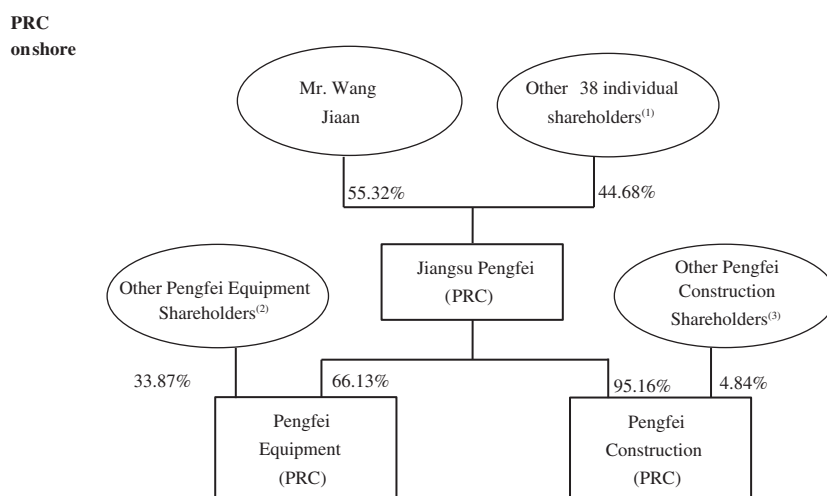 PRC
onshore
Mr. Wang
Jiaan
Other 38 individual
shareholders(1)
55.32%
44.68%
Jiangsu Pengfei
(PRC)
Other Pengfei Equipment
Shareholders(2)
Other Pengfei
Construction
Shareholders(3)
33.87%
66.13%
95.16%
4.84%
Pengfei
Equipment
(PRC)
Pengfei
Construction
(PRC)